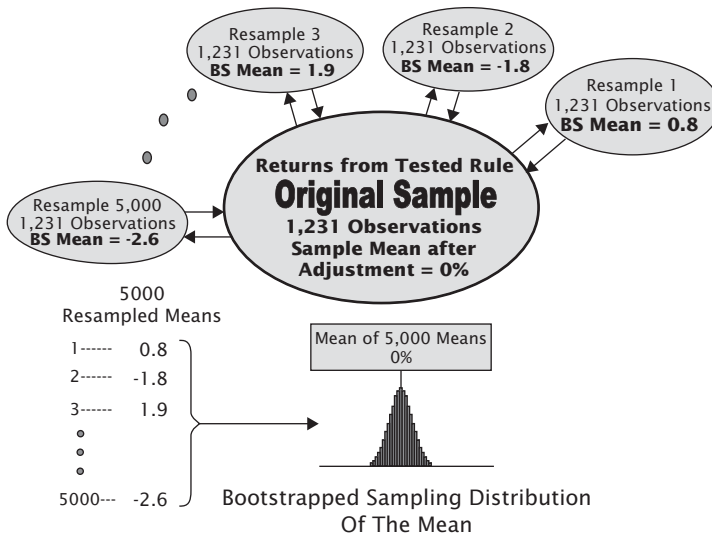 Resample 3
1,231 Observations
BS Mean = 1.9
Resample 2
1,231 Observations
BS Mean = -1.8
Resample 1
1,231 Observations
BS Mean = 0.8
Returns from Tested Rule
Original Sample
1,231 Observations
Sample Mean after
Adjustment = 0%
Resample 5,000
1,231 Observations
BS Mean = -2.6
5000
Resampled Means
1------ 0.8
2------ -1.8
3------ 1.9
5000--- -2.6
Mean of 5,000 Means
0%
Bootstrapped Sampling Distribution
Of The Mean